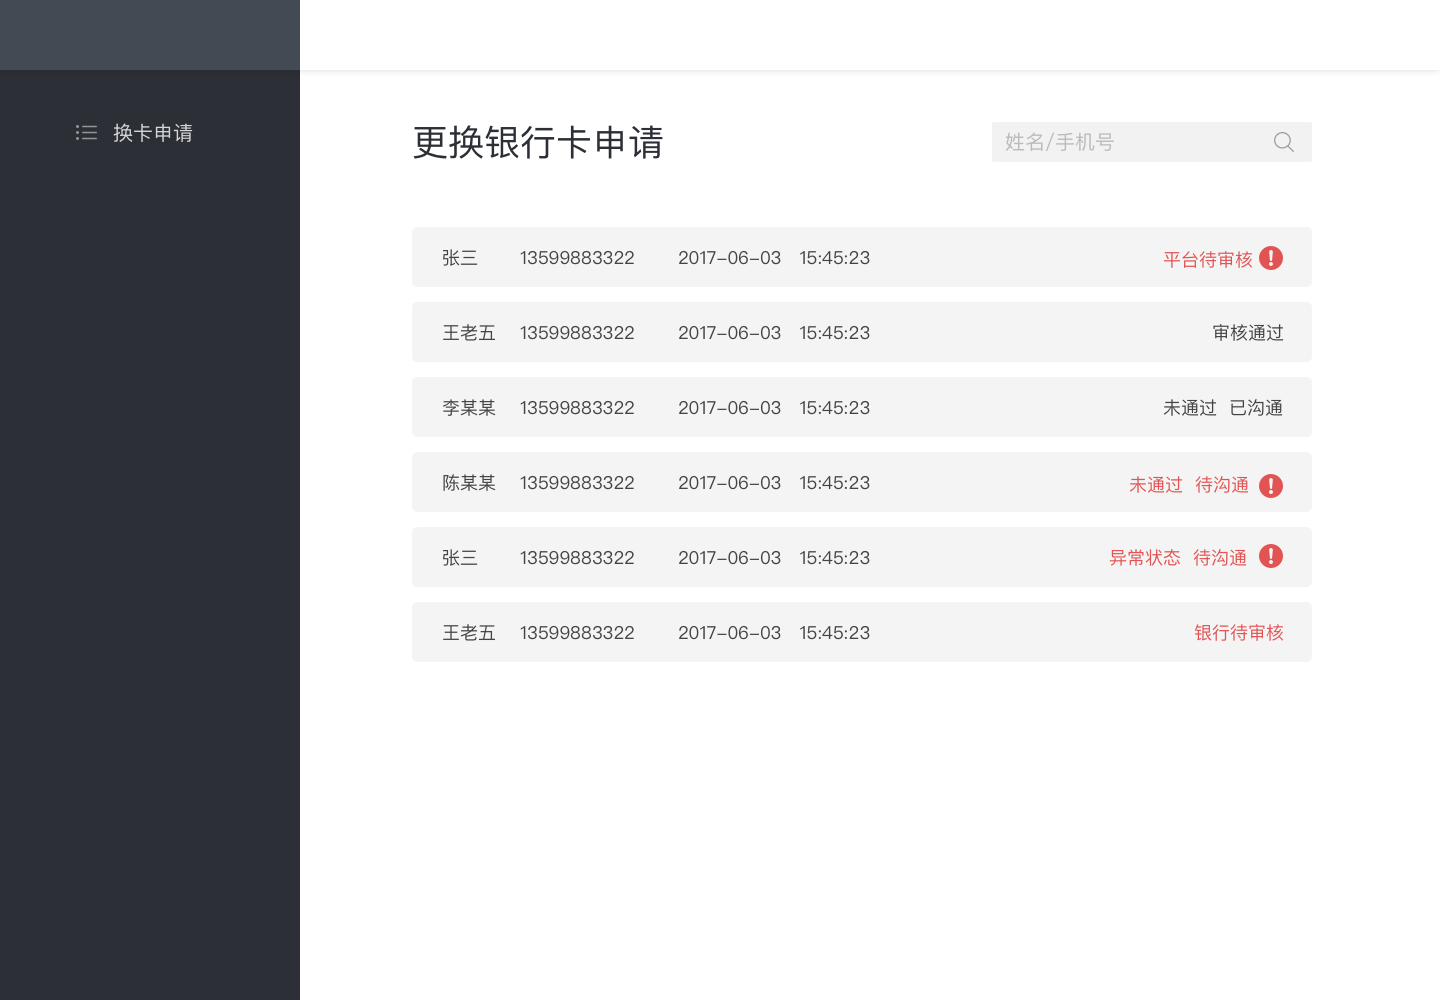 换卡申请
更换银行卡申请
姓名/手机号
张三 13599883322 2017-06-03 15:45:23 平台待审核
王老五 13599883322 2017-06-03 15:45:23 审核通过
李某某 13599883322 2017-06-03 15:45:23 未通过 已沟通
陈某某 13599883322 2017-06-03 15:45:23 未通过 待沟通
张三 13599883322 2017-06-03 15:45:23 异常状态 待沟通
王老五 13599883322 2017-06-03 15:45:23 银行待审核